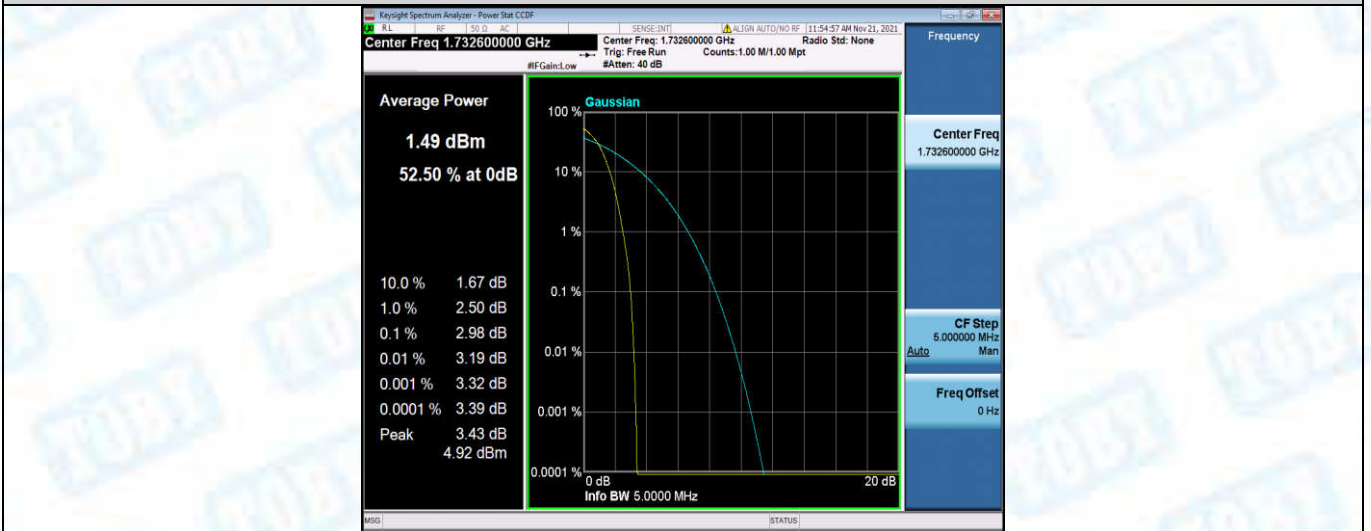 Keysight Spectrum Analyzer - Power Stat CCDF
RL RF 50 Ω AC SENSE:INT ALIGN AUTO/NO RF 11:54:57 AM Nov 21, 2021
Center Freq 1.732600000 GHz
Center Freq: 1.732600000 GHz Radio Std: None
Trig: Free Run Counts:1.00 M/1.00 Mpt
#IFGain:Low #Atten: 40 dB
Average Power
1.49 dBm
52.50 % at 0dB
10.0 % 1.67 dB
1.0 % 2.50 dB
0.1 % 2.98 dB
0.01 % 3.19 dB
0.001 % 3.32 dB
0.0001 % 3.39 dB
Peak 3.43 dB
4.92 dBm
Gaussian
100 %
10 %
1 %
0.1 %
0.01 %
0.001 %
0.0001 %
0 dB 20 dB
Info BW 5.0000 MHz
Frequency
Center Freq
1.732600000 GHz
CF Step
5.000000 MHz
Auto Man
Freq Offset
0 Hz
MSG STATUS
TOBY
TOBY
TOBY
TOBY
TOBY
TOBY